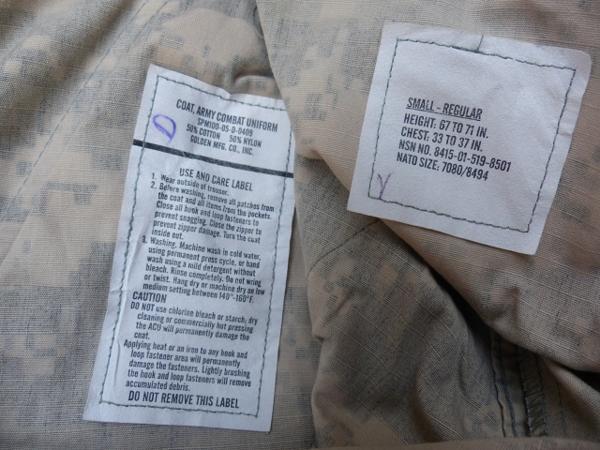 COAT, ARMY COMBAT UNIFORM
SPM100-05-D-0409
50% COTTON 50% NYLON
GOLDEN MFG. CO., INC.
D
USE AND CARE LABEL
1. Wear outside of trouser.
2. Before washing, remove all patches from
the coat and all items from the pockets.
Close all hook and loop fasteners to
prevent snagging. Close the zipper to
prevent zipper damage. Turn the coat
inside out.
3. Washing. Machine wash in cold water,
using permanent press cycle, or hand
wash using a mild detergent without
bleach. Rinse completely. Do not wring
or twist. Hang dry or machine dry on low
medium setting between 140°-160°F.
CAUTION
DO NOT use chlorine bleach or starch; dry
cleaning or commercially hot pressing
the ACU will permanently damage the
coat.
Applying heat or an iron to any hook and
loop fastener area will permanently
damage the fasteners. Lightly brushing
the hook and loop fasteners will remove
accumulated debris.
DO NOT REMOVE THIS LABEL
SMALL - REGULAR
HEIGHT: 67 TO 71 IN.
CHEST: 33 TO 37 IN.
NSN NO. 8415-01-519-8501
NATO SIZE: 7080/8494
Y